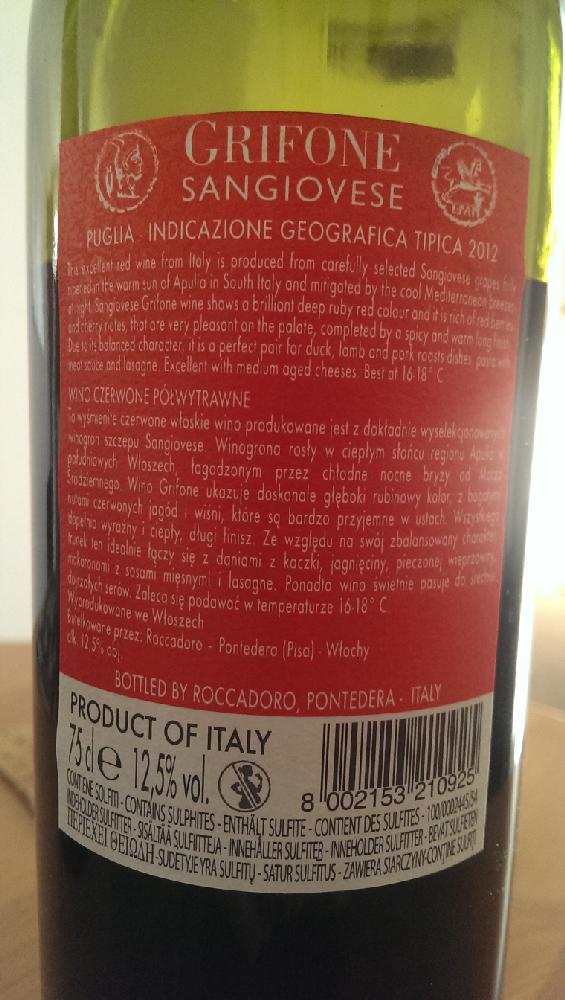 GRIFONE
SANGIOVESE
PUGLIA - INDICAZIONE GEOGRAFICA TIPICA 2012
This excellent red wine from Italy is produced from carefully selected Sangiovese grapes fully
ripened in the warm sun of Apulia in South Italy and mitigated by the cool Mediterranean breezes
at night. Sangiovese Grifone wine shows a brilliant deep ruby red colour and it is rich of red berries
and cherry notes, that are very pleasant on the palate, completed by a spicy and warm long finish.
Due to its balanced character, it is a perfect pair for duck, lamb and pork roasts dishes, pasta with
meat sauce and lasagne. Excellent with medium aged cheeses. Best at 16-18° C
WINO CZERWONE PÓŁWYTRAWNE
To wyśmienite czerwone włoskie wino produkowane jest z dokładnie wyselekcjonowanych
winogron szczepu Sangiovese. Winogrona rosły w ciepłym słońcu regionu Apulia w
południowych Włoszech, łagodzonym przez chłodne nocne bryzy od Morza
Śródziemnego. Wino Grifone ukazuje doskonale głęboki rubinowy kolor, z bogatymi
nutami czerwonych jagód i wiśni, które są bardzo przyjemne w ustach. Wszystkiego
dopełnia wyraźny i ciepły, długi finisz. Ze względu na swój zbalansowany charakter,
trunek ten idealnie łączy się z daniami z kaczki, jagnięciny, pieczonej wieprzowiny,
makaronami z sosami mięsnymi i lasagne. Ponadto wino świetnie pasuje do średnio
dojrzałych serów. Zaleca się podawać w temperaturze 16-18° C.
Wyprodukowane we Włoszech
Butelkowane przez: Roccadoro - Pontedera (Pisa) - Włochy
alk. 12,5% obj.
BOTTLED BY ROCCADORO, PONTEDERA - ITALY
PRODUCT OF ITALY
75 cl e 12,5% vol.
8 002153 210925
CONTIENE SOLFITI - CONTAINS SULPHITES - ENTHÄLT SULFITE - CONTIENT DES SULFITES -
INDEHOLDER SULFITTER - SISÄLTÄÄ SULFIITTEJA - INNEHÅLLER SULFITER - INNEHOLDER SULFITTER - BEVAT SULFIETEN
ΠΕΡΙΕΧΕΙ ΘΕΙΩΔΗ - SUDĖTYJE YRA SULFITŲ - SATUR SULFITUS - ZAWIERA SIARCZYNY - CONȚINE SULFIȚI